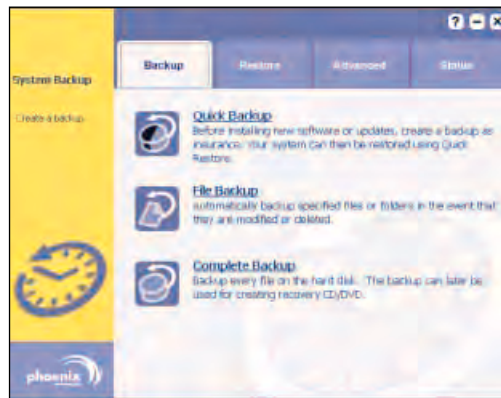 ? – X
Backup
Restore
Advanced
Status
System Backup
Create a backup
Quick Backup
Before installing new software or updates, create a backup as
insurance. Your system can then be restored using Quick
Restore.
File Backup
Automatically backup specified files or folders in the event that
they are modified or deleted.
Complete Backup
Backup every file on the hard disk. The backup can later be
used for creating recovery CD/DVD.
phoenix